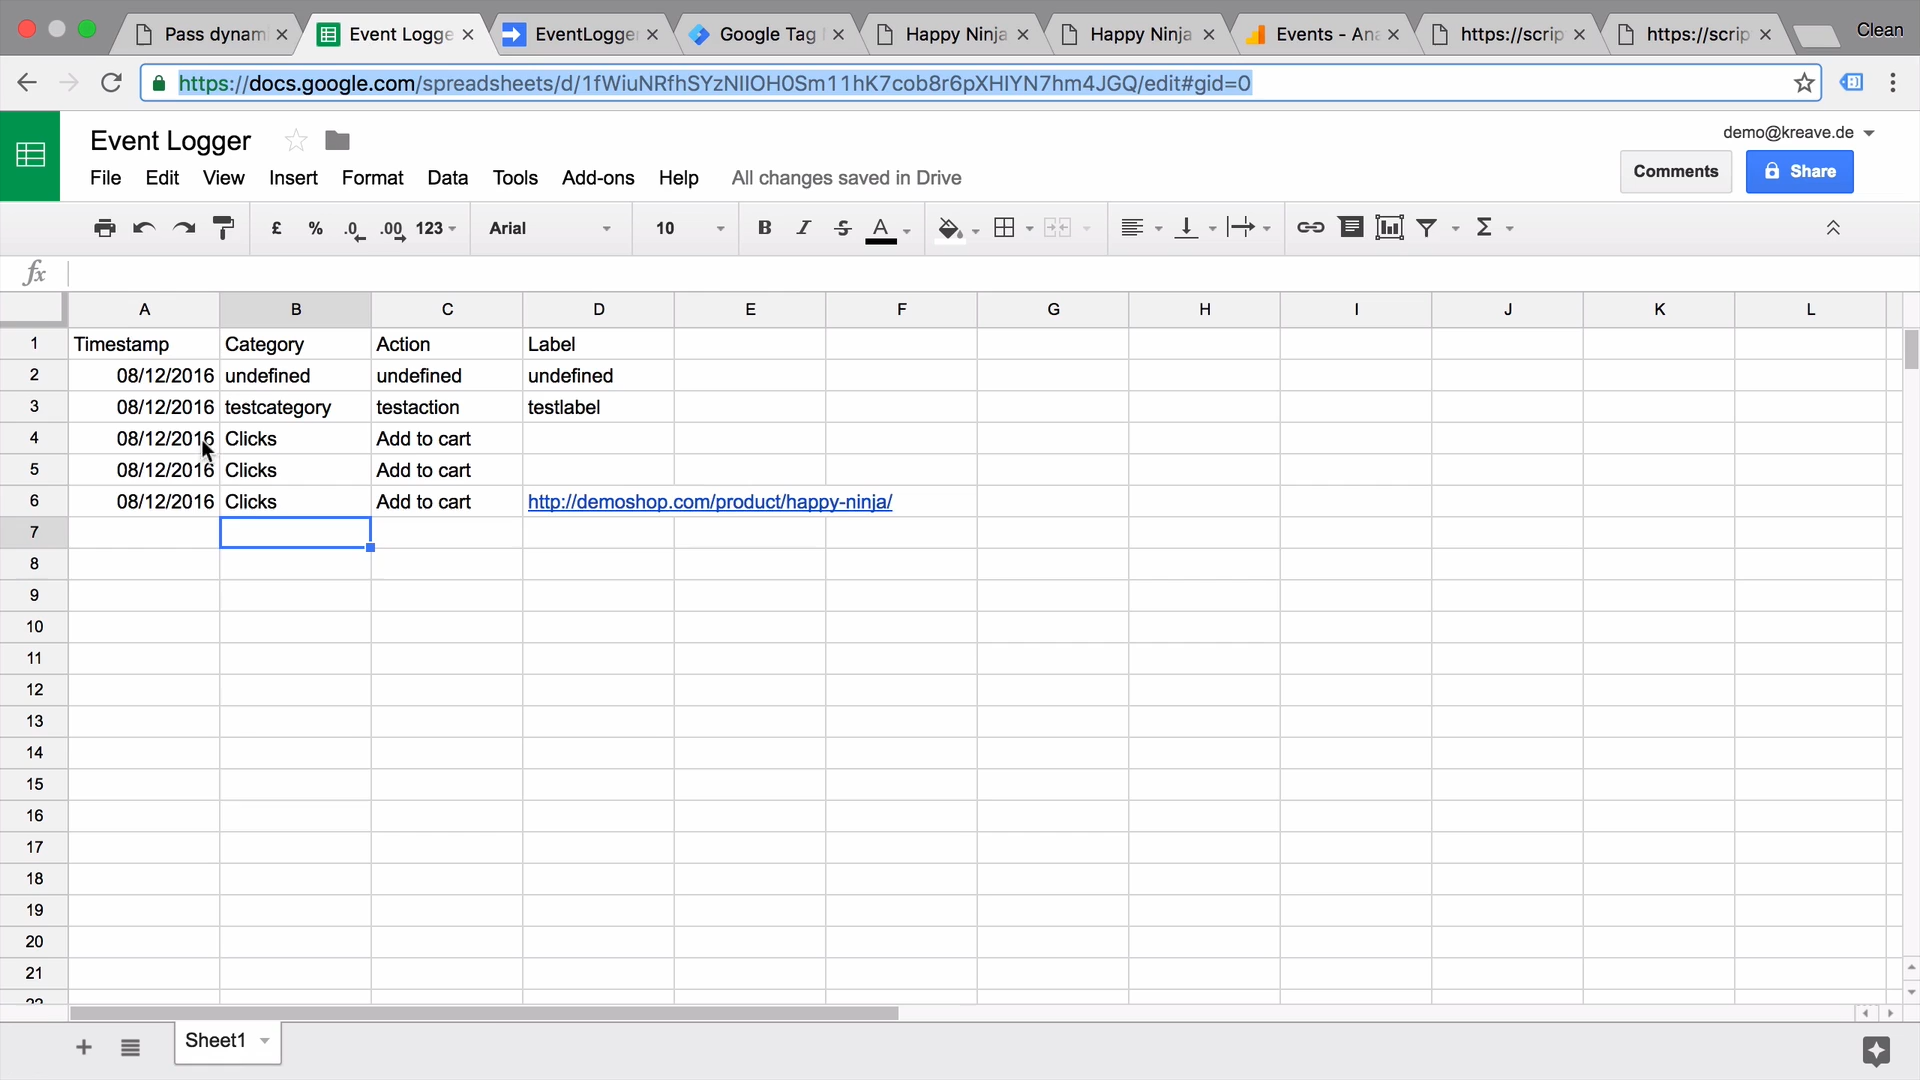 Pass dynam
Event Logge
EventLogge
Google Tag
Happy Ninja
Happy Ninja
Events - Ana
https://scrip
https://scrip
Clean
https://docs.google.com/spreadsheets/d/1fWiuNRfhSYzNIIOH0Sm11hK7cob8r6pXHIYN7hm4JGQ/edit#gid=0
Event Logger
demo@kreave.de
File Edit View Insert Format Data Tools Add-ons Help All changes saved in Drive
Comments
Share
£ % .0 .00 123 Arial 10 B I S A Σ
fx
A B C D E F G H I J K L
1 Timestamp Category Action Label
2 08/12/2016 undefined undefined undefined
3 08/12/2016 testcategory testaction testlabel
4 08/12/2016 Clicks Add to cart
5 08/12/2016 Clicks Add to cart
6 08/12/2016 Clicks Add to cart http://demoshop.com/product/happy-ninja/
7
8
9
10
11
12
13
14
15
16
17
18
19
20
21
22
Sheet1